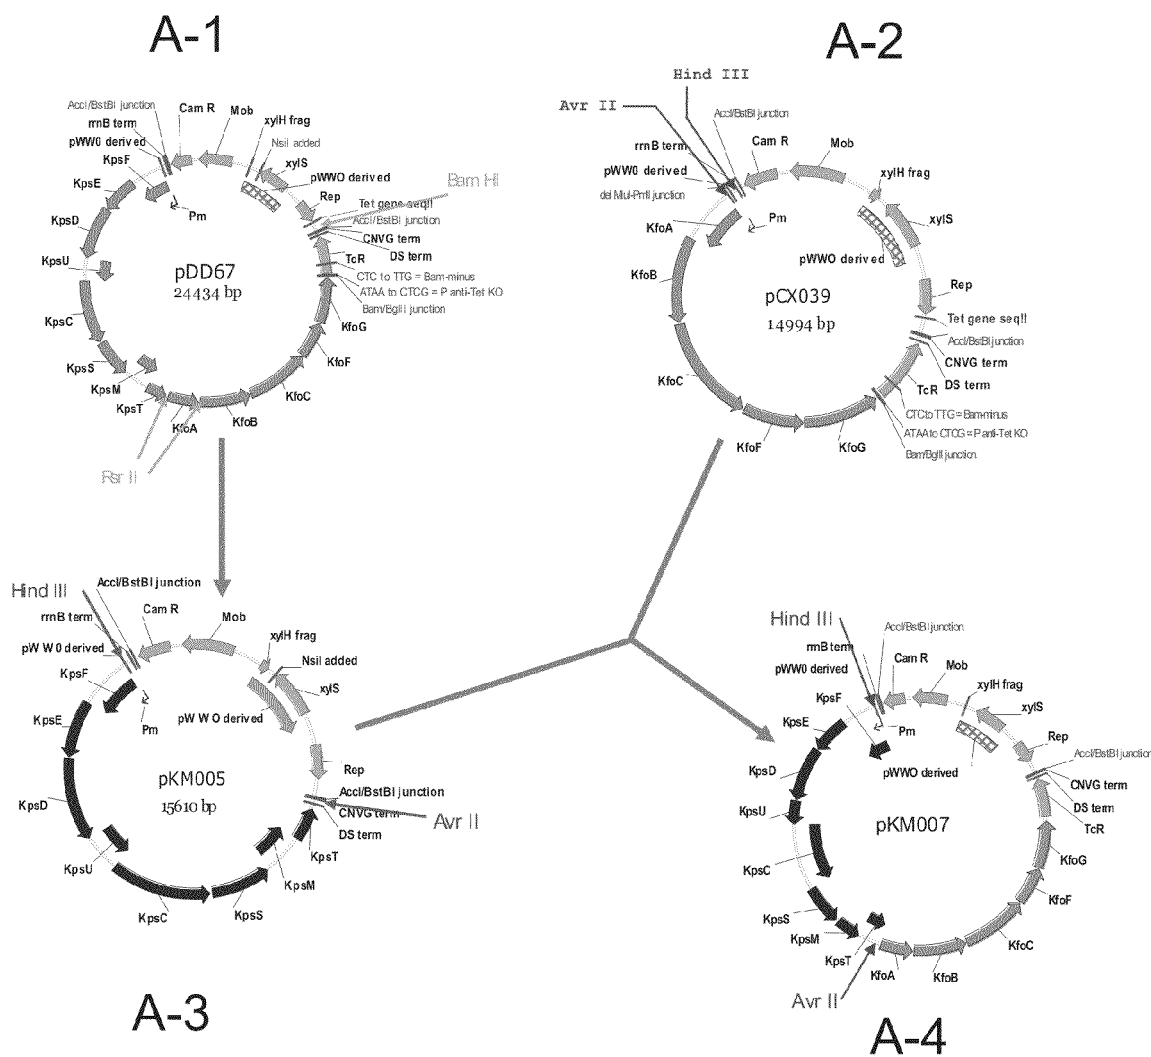 A-1
AccI/BstBI junction
rrnB term
pWW0 derived
KpsF
KpsE
KpsD
KpsU
KpsC
KpsS
KpsM
KpsT
Cam R
Mob
xylH frag
NsiI added
xylS
pWWO derived
Rep
Bam HI
Tet gene seq!!
AccI/BstBI junction
CNVG term
DS term
TcR
CTC to TTG = Bam-minus
ATAA to CTCG = P anti-Tet KO
Bam/BglII junction
KfoG
KfoF
KfoC
KfoB
KfoA
Pm
pDD67
24434 bp
Rsr II
A-2
Hind III
Avr II
AccI/BstBI junction
rrnB term
pWW0 derived
del MluI-PmlI junction
KfoA
KfoB
KfoC
KfoF
KfoG
Cam R
Mob
xylH frag
xylS
pWWO derived
Rep
Tet gene seq!!
AccI/BstBI junction
CNVG term
DS term
TcR
CTC to TTG = Bam-minus
ATAA to CTCG = P anti-Tet KO
Bam/BglII junction
Pm
pCX039
14994 bp
Hind III
AccI/BstBI junction
rrnB term
pW W 0 derived
KpsF
KpsE
KpsD
KpsU
KpsC
KpsS
KpsM
KpsT
Cam R
Mob
xylH frag
NsiI added
xylS
pW W O derived
Rep
AccI/BstBI junction
CNVG term
DS term
Avr II
Pm
pKM005
15610 bp
A-3
Hind III
AccI/BstBI junction
rrnB term
pWW0 derived
KpsF
KpsE
KpsD
KpsU
KpsC
KpsS
KpsM
KpsT
Cam R
Mob
xylH frag
xylS
Rep
pWWO derived
AccI/BstBI junction
CNVG term
DS term
TcR
KfoG
KfoF
KfoC
KfoB
KfoA
Pm
pKM007
Avr II
A-4